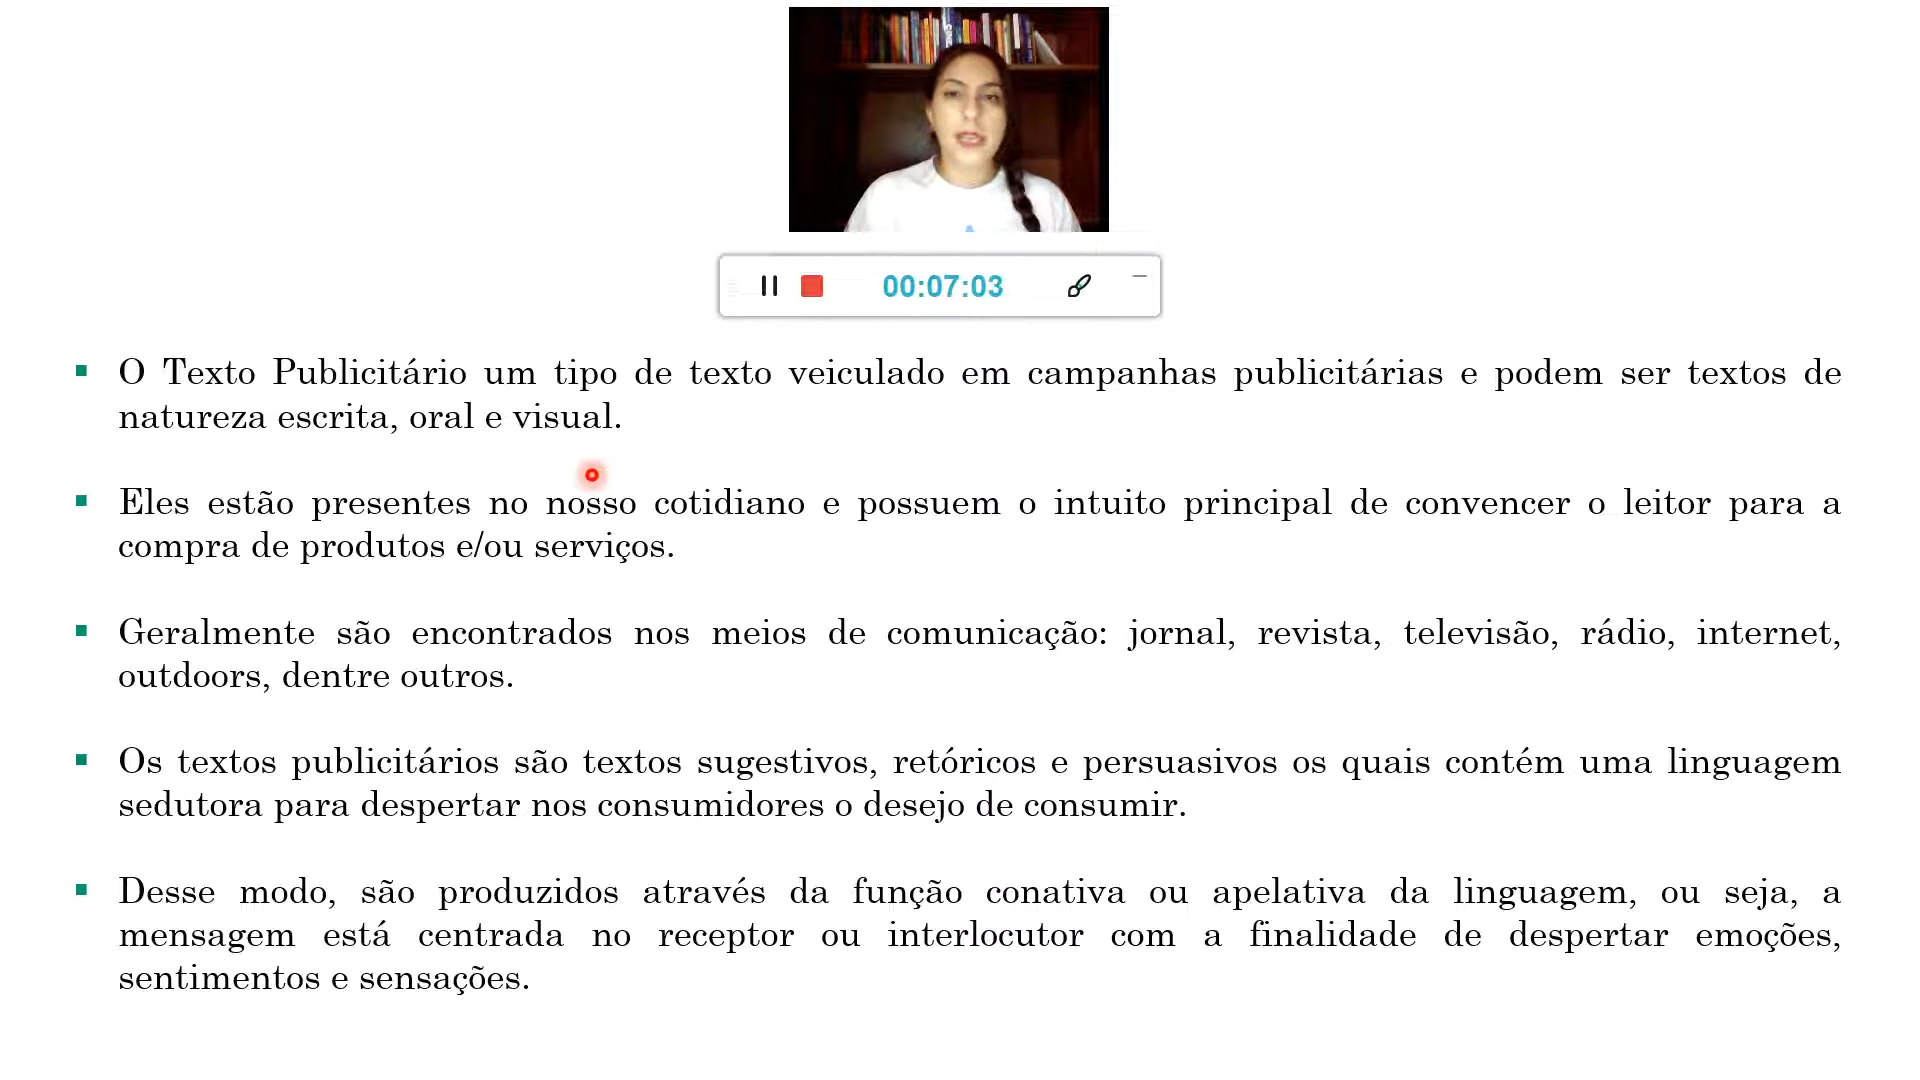 00:07:03
O Texto Publicitário um tipo de texto veiculado em campanhas publicitárias e podem ser textos de
natureza escrita, oral e visual.
Eles estão presentes no nosso cotidiano e possuem o intuito principal de convencer o leitor para a
compra de produtos e/ou serviços.
Geralmente são encontrados nos meios de comunicação: jornal, revista, televisão, rádio, internet,
outdoors, dentre outros.
Os textos publicitários são textos sugestivos, retóricos e persuasivos os quais contém uma linguagem
sedutora para despertar nos consumidores o desejo de consumir.
Desse modo, são produzidos através da função conativa ou apelativa da linguagem, ou seja, a
mensagem está centrada no receptor ou interlocutor com a finalidade de despertar emoções,
sentimentos e sensações.